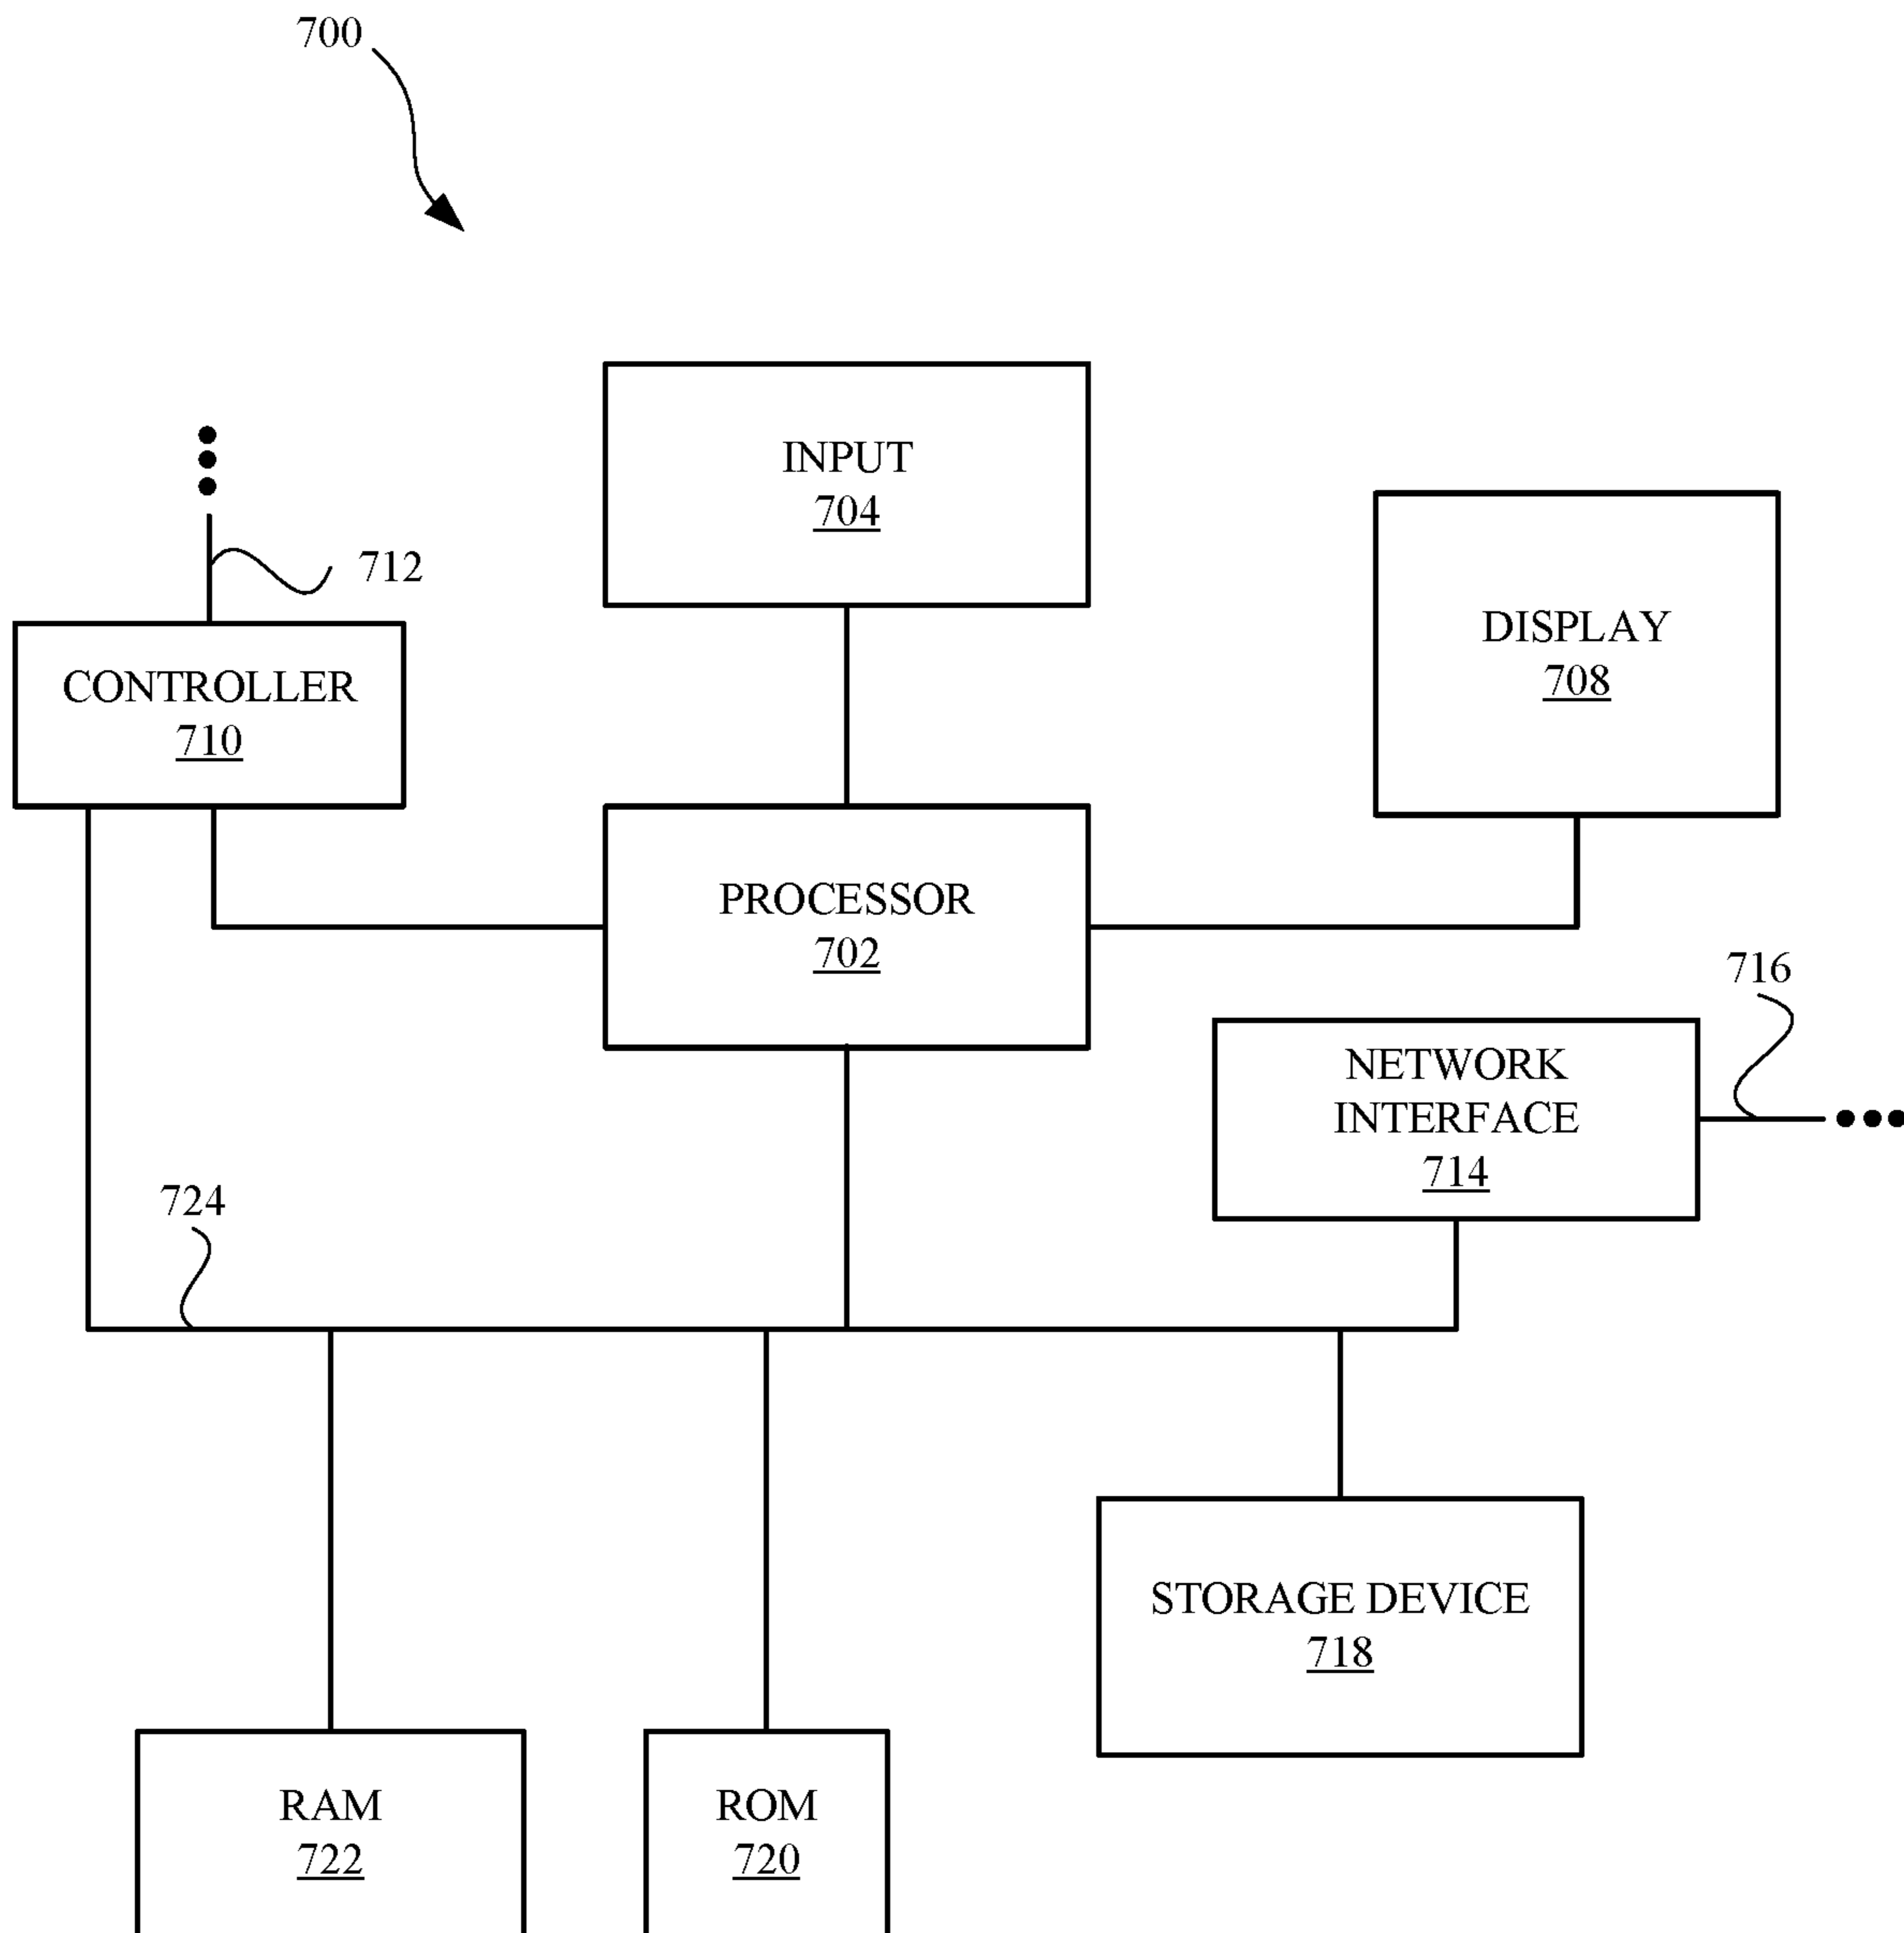 700
INPUT
704
712
DISPLAY
708
CONTROLLER
710
PROCESSOR
702
716
NETWORK
INTERFACE
714
724
STORAGE DEVICE
718
RAM
722
ROM
720